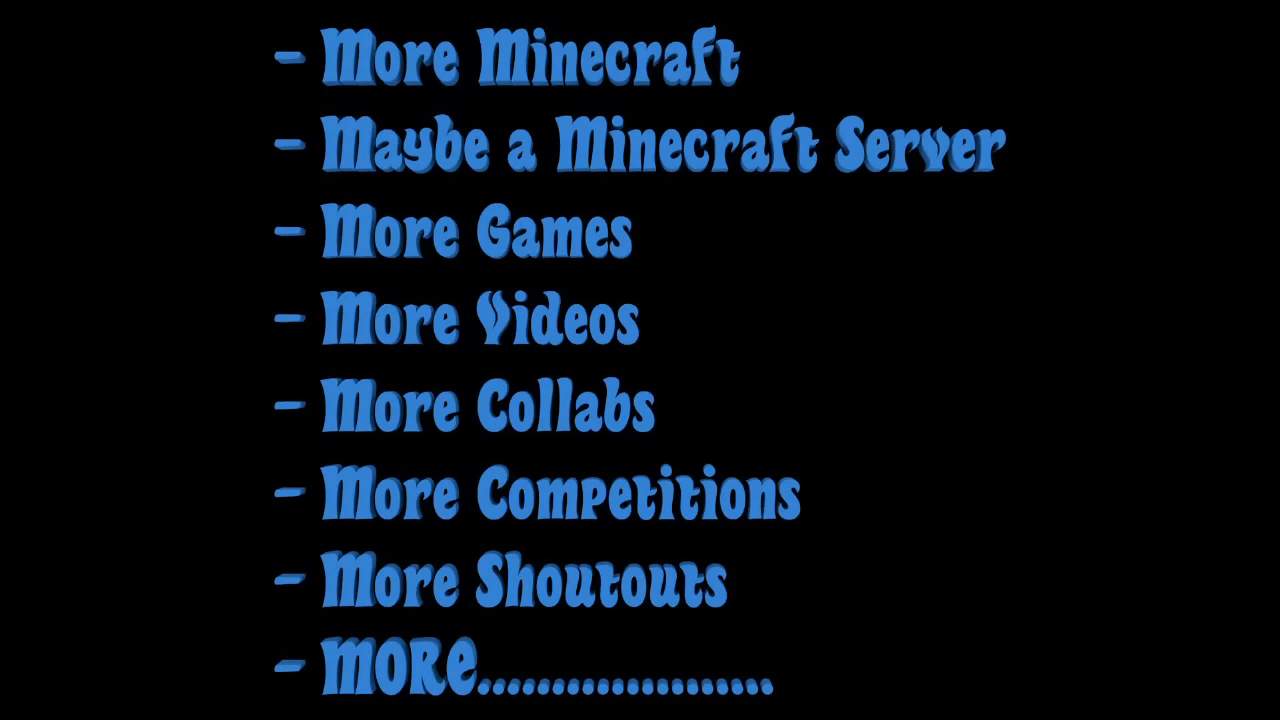 - More Minecraft
- Maybe a Minecraft Server
- More Games
- More Videos
- More Collabs
- More Competitions
- More Shoutouts
- MORE....................